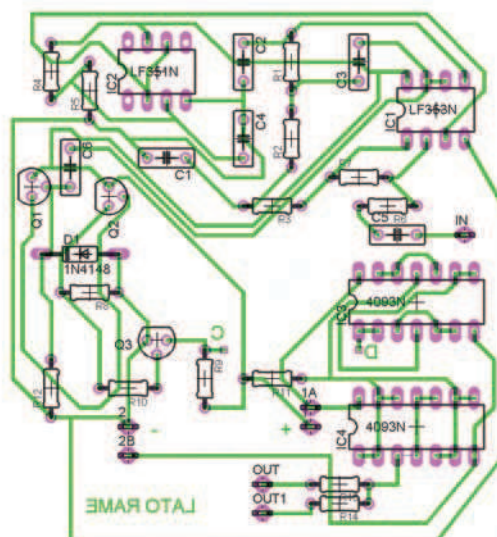 C2
LF351N
IC2
R4
R5
R1
C3
C4
R2
IC1
LF353N
C6
C1
Q1
Q2
R3
C5
R6
IN
D1
1N4148
R8
IC3
4093N
Q3
C
R9
D
R12
R10
R11
1A
2
-
+
2B
IC4
4093N
OUT
OUT1
R14
LATO RAME